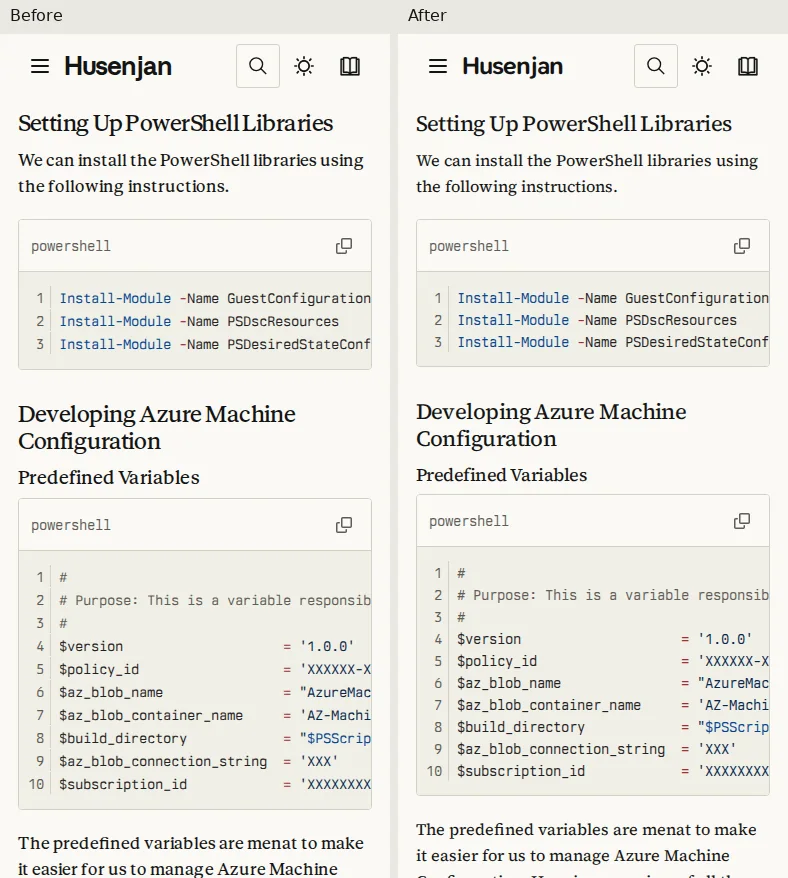 Before
Husenjan
Setting Up PowerShell Libraries
We can install the PowerShell libraries using
the following instructions.
powershell
1 Install-Module -Name GuestConfiguration
2 Install-Module -Name PSDscResources
3 Install-Module -Name PSDesiredStateConf
Developing Azure Machine
Configuration
Predefined Variables
powershell
1 #
2 # Purpose: This is a variable responsib
3 #
4 $version = '1.0.0'
5 $policy_id = 'XXXXXX-X
6 $az_blob_name = "AzureMac
7 $az_blob_container_name = 'AZ-Machi
8 $build_directory = "$PSScrip
9 $az_blob_connection_string = 'XXX'
10 $subscription_id = 'XXXXXXXX
The predefined variables are menat to make
it easier for us to manage Azure Machine
After
Husenjan
Setting Up PowerShell Libraries
We can install the PowerShell libraries using
the following instructions.
powershell
1 Install-Module -Name GuestConfiguration
2 Install-Module -Name PSDscResources
3 Install-Module -Name PSDesiredStateConf
Developing Azure Machine
Configuration
Predefined Variables
powershell
1 #
2 # Purpose: This is a variable responsib
3 #
4 $version = '1.0.0'
5 $policy_id = 'XXXXXX-X
6 $az_blob_name = "AzureMac
7 $az_blob_container_name = 'AZ-Machi
8 $build_directory = "$PSScrip
9 $az_blob_connection_string = 'XXX'
10 $subscription_id = 'XXXXXXXX
The predefined variables are menat to make
it easier for us to manage Azure Machine